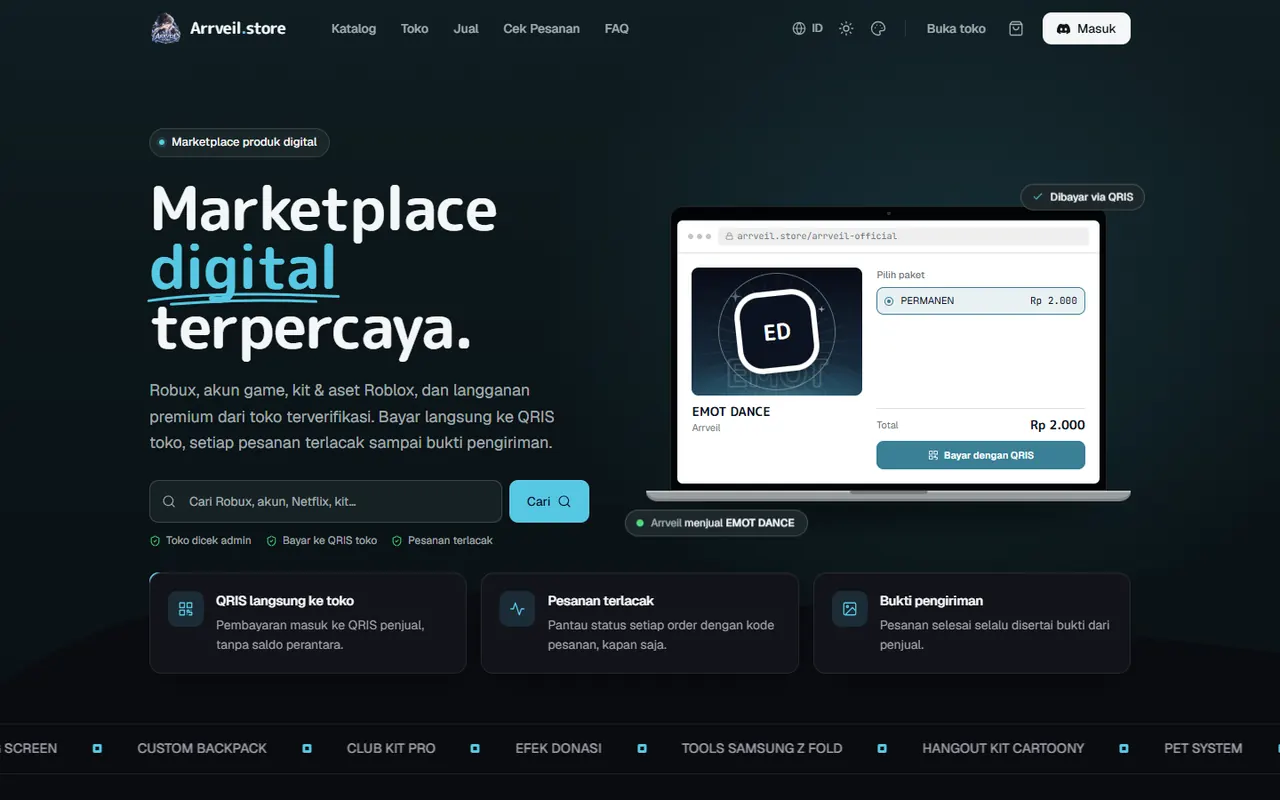 Arrveil.store
Katalog
Toko
Jual
Cek Pesanan
FAQ
ID
Buka toko
Masuk
Marketplace produk digital
Marketplace
digital
terpercaya.
Robux, akun game, kit & aset Roblox, dan langganan
premium dari toko terverifikasi. Bayar langsung ke QRIS
toko, setiap pesanan terlacak sampai bukti pengiriman.
Cari Robux, akun, Netflix, kit...
Cari
Toko dicek admin
Bayar ke QRIS toko
Pesanan terlacak
Dibayar via QRIS
arrveil.store/arrveil-official
ED
EMOT
EMOT DANCE
Arrveil
Pilih paket
PERMANEN
Rp 2.000
Total
Rp 2.000
Bayar dengan QRIS
Arrveil menjual EMOT DANCE
QRIS langsung ke toko
Pembayaran masuk ke QRIS penjual,
tanpa saldo perantara.
Pesanan terlacak
Pantau status setiap order dengan kode
pesanan, kapan saja.
Bukti pengiriman
Pesanan selesai selalu disertai bukti dari
penjual.
SCREEN
CUSTOM BACKPACK
CLUB KIT PRO
EFEK DONASI
TOOLS SAMSUNG Z FOLD
HANGOUT KIT CARTOONY
PET SYSTEM